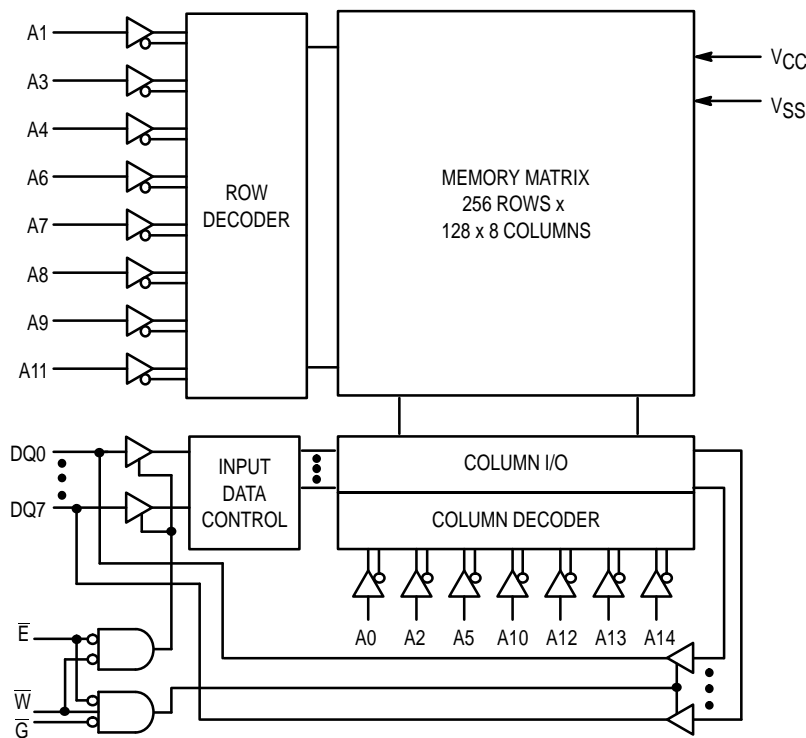 A1
A3
A4
A6
A7
A8
A9
A11
ROW
DECODER
MEMORY MATRIX
256 ROWS x
128 x 8 COLUMNS
VCC
VSS
DQ0
DQ7
INPUT
DATA
CONTROL
COLUMN I/O
COLUMN DECODER
A0 A2 A5 A10 A12 A13 A14
E̅
W̅
G̅